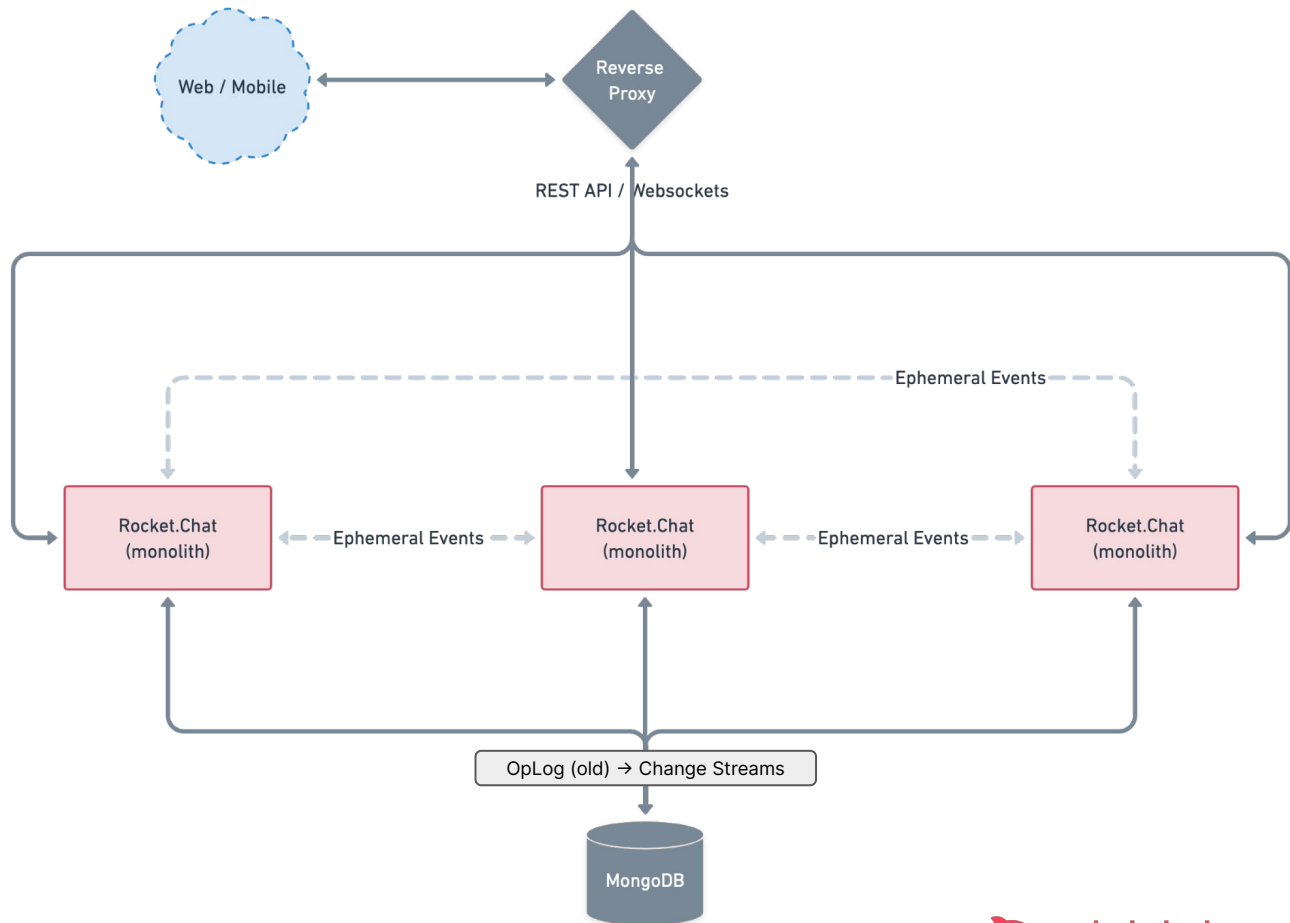 Web / Mobile
Reverse
Proxy
REST API / Websockets
Ephemeral Events
Rocket.Chat
(monolith)
Ephemeral Events
Rocket.Chat
(monolith)
Ephemeral Events
Rocket.Chat
(monolith)
OpLog (old) → Change Streams
MongoDB